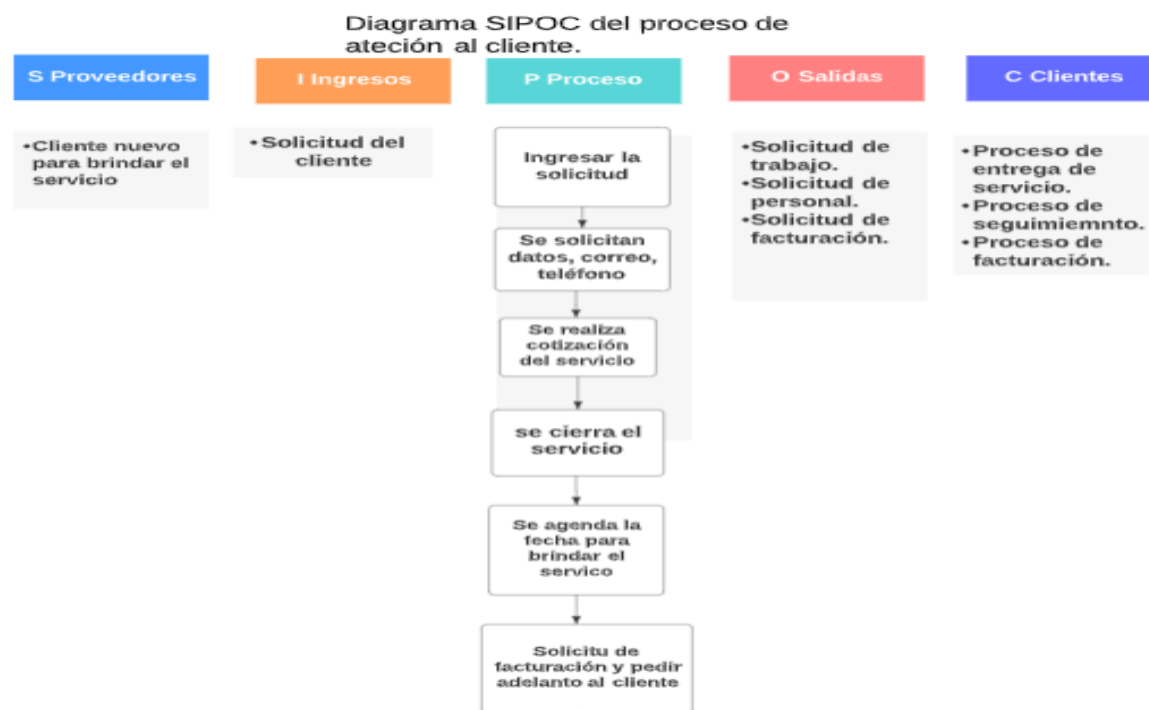 Diagrama SIPOC del proceso de
ateción al cliente.
S Proveedores
I Ingresos
P Proceso
O Salidas
C Clientes
•Cliente nuevo
para brindar el
servicio
•Solicitud del
cliente
Ingresar la
solicitud
Se solicitan
datos, correo,
teléfono
Se realiza
cotización
del servicio
se cierra el
servicio
Se agenda la
fecha para
brindar el
servico
Solicitu de
facturación y pedir
adelanto al cliente
•Solicitud de
trabajo.
•Solicitud de
personal.
•Solicitud de
facturación.
•Proceso de
entrega de
servicio.
•Proceso de
seguimiemnto.
•Proceso de
facturación.